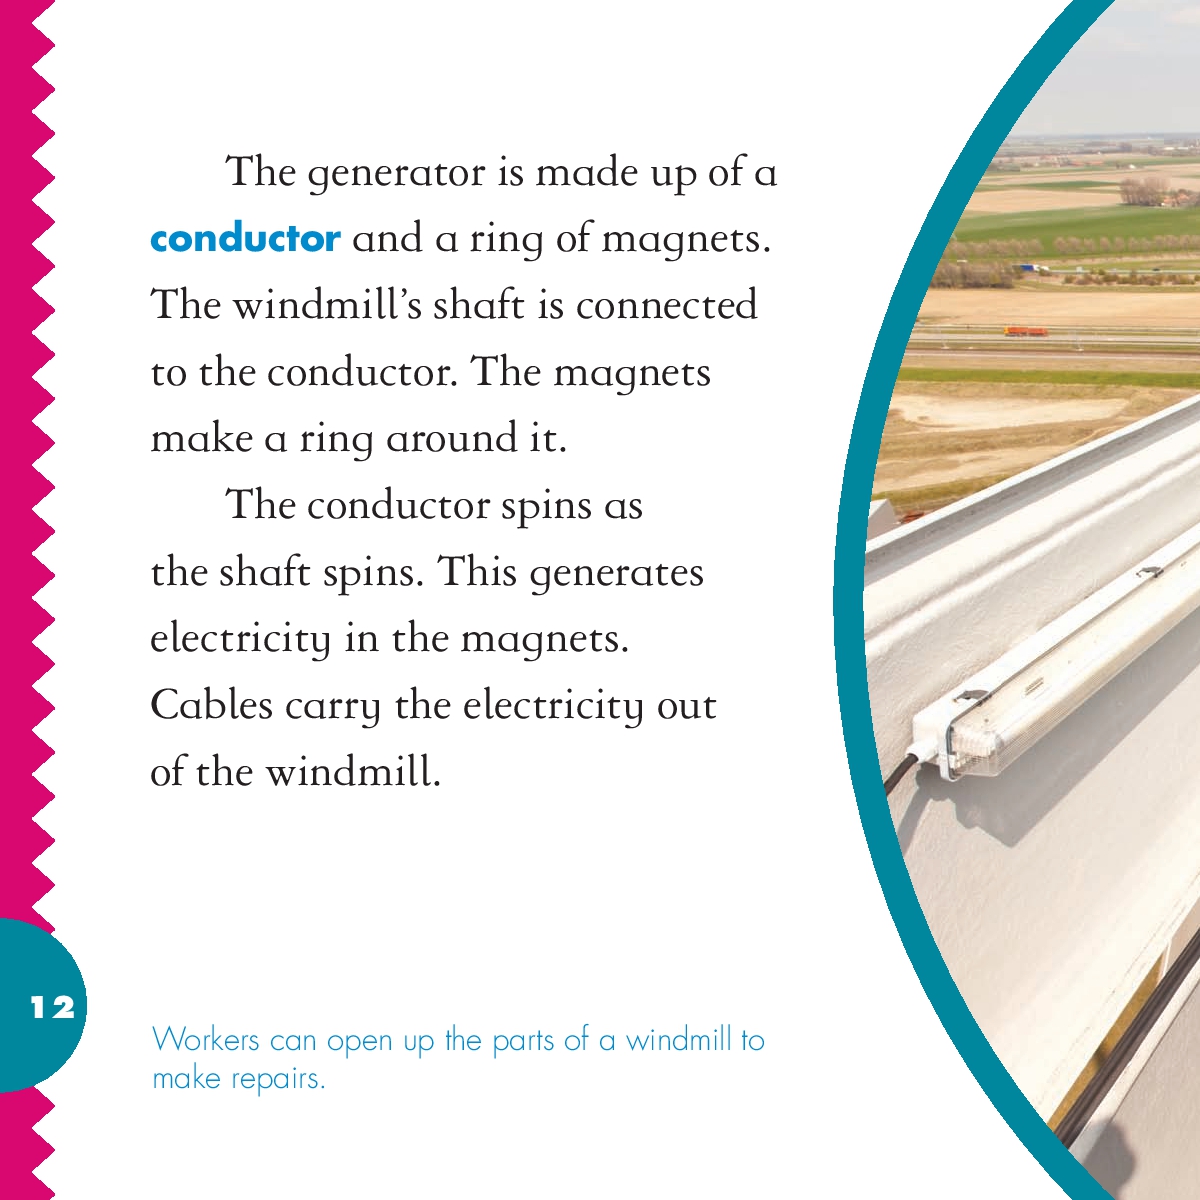 The generator is made up of a
conductor and a ring of magnets.
The windmill’s shaft is connected
to the conductor. The magnets
make a ring around it.
The conductor spins as
the shaft spins. This generates
electricity in the magnets.
Cables carry the electricity out
of the windmill.
12
Workers can open up the parts of a windmill to
make repairs.